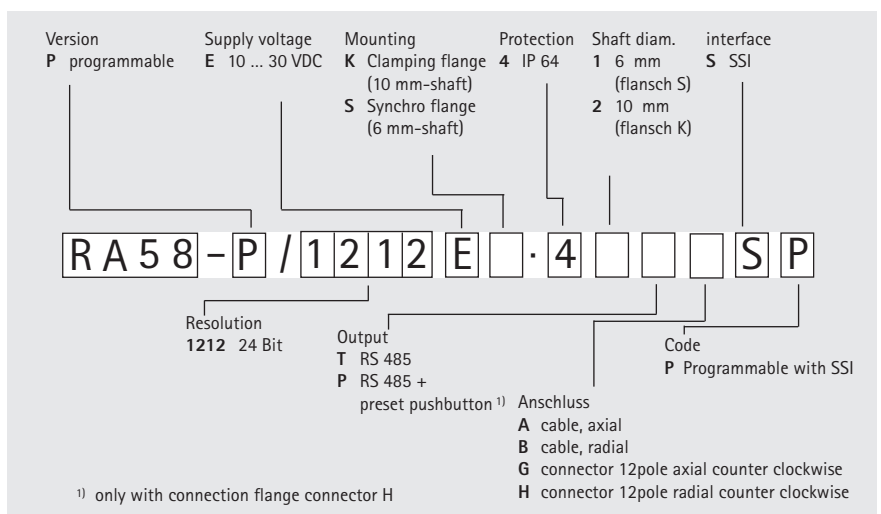 Version
P programmable
Supply voltage
E 10 ... 30 VDC
Mounting
K Clamping flange
(10 mm-shaft)
S Synchro flange
(6 mm-shaft)
Protection
4 IP 64
Shaft diam.
1 6 mm
(flansch S)
2 10 mm
(flansch K)
interface
S SSI
RA58-P/1212E .4 SP
Resolution
1212 24 Bit
Output
T RS 485
P RS 485 +
preset pushbutton 1)
Anschluss
A cable, axial
B cable, radial
G connector 12pole axial counter clockwise
H connector 12pole radial counter clockwise
Code
P Programmable with SSI
1) only with connection flange connector H